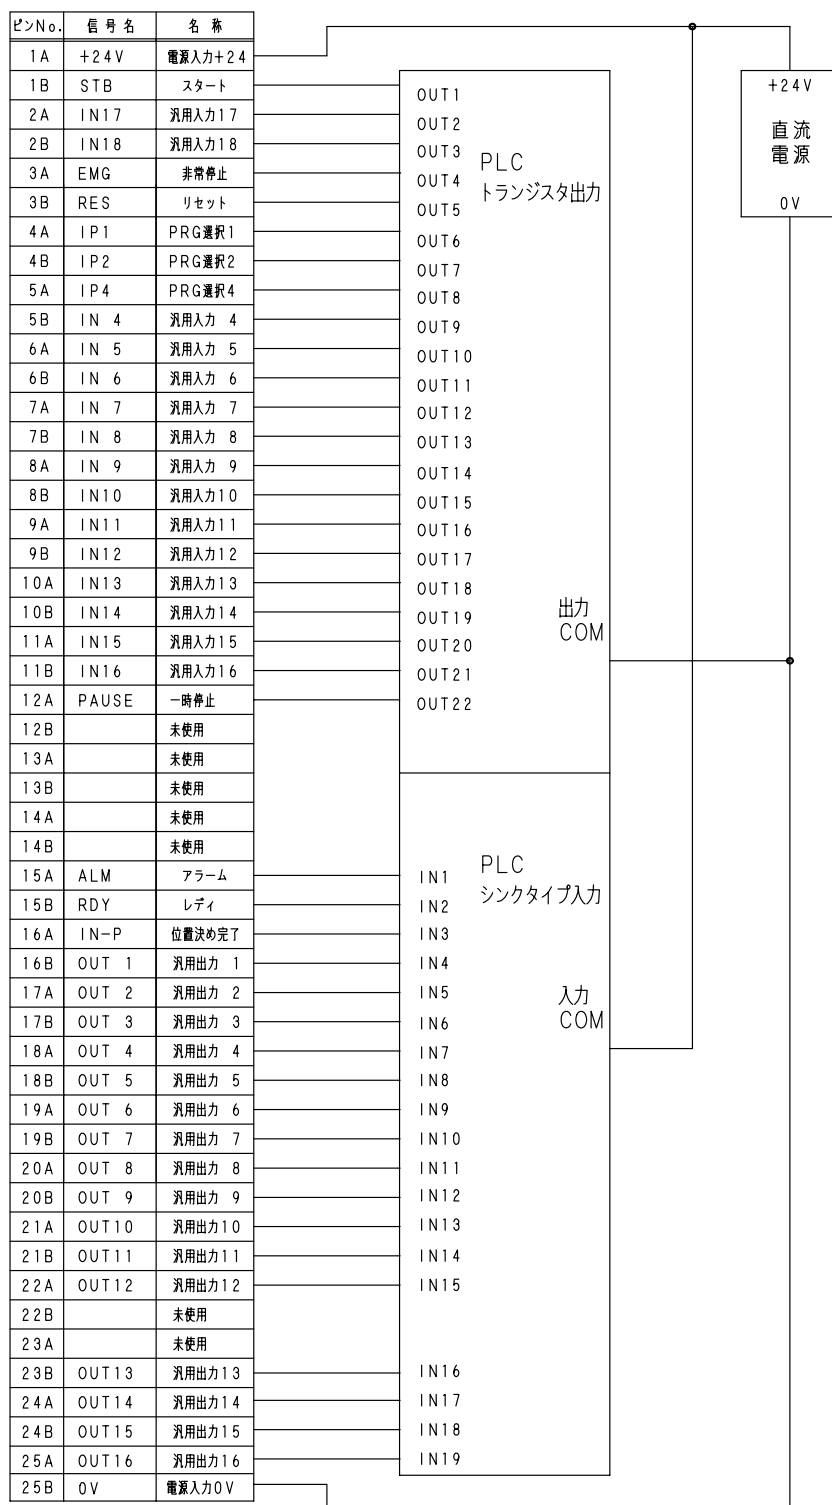 ピンNo. 信号名 名 称
1A +24V 電源入力+24
1B STB スタート
2A IN17 汎用入力17
2B IN18 汎用入力18
3A EMG 非常停止
3B RES リセット
4A IP1 PRG選択1
4B IP2 PRG選択2
5A IP4 PRG選択4
5B IN 4 汎用入力 4
6A IN 5 汎用入力 5
6B IN 6 汎用入力 6
7A IN 7 汎用入力 7
7B IN 8 汎用入力 8
8A IN 9 汎用入力 9
8B IN10 汎用入力10
9A IN11 汎用入力11
9B IN12 汎用入力12
10A IN13 汎用入力13
10B IN14 汎用入力14
11A IN15 汎用入力15
11B IN16 汎用入力16
12A PAUSE 一時停止
12B 未使用
13A 未使用
13B 未使用
14A 未使用
14B 未使用
15A ALM アラーム
15B RDY レディ
16A IN-P 位置決め完了
16B OUT 1 汎用出力 1
17A OUT 2 汎用出力 2
17B OUT 3 汎用出力 3
18A OUT 4 汎用出力 4
18B OUT 5 汎用出力 5
19A OUT 6 汎用出力 6
19B OUT 7 汎用出力 7
20A OUT 8 汎用出力 8
20B OUT 9 汎用出力 9
21A OUT10 汎用出力10
21B OUT11 汎用出力11
22A OUT12 汎用出力12
22B 未使用
23A 未使用
23B OUT13 汎用出力13
24A OUT14 汎用出力14
24B OUT15 汎用出力15
25A OUT16 汎用出力16
25B 0V 電源入力0V
OUT1
OUT2
OUT3
OUT4
OUT5
OUT6
OUT7
OUT8
OUT9
OUT10
OUT11
OUT12
OUT13
OUT14
OUT15
OUT16
OUT17
OUT18
OUT19
OUT20
OUT21
OUT22
PLC
トランジスタ出力
出力
COM
IN1
IN2
IN3
IN4
IN5
IN6
IN7
IN8
IN9
IN10
IN11
IN12
IN13
IN14
IN15
IN16
IN17
IN18
IN19
PLC
シンクタイプ入力
入力
COM
+24V
直流
電源
0V